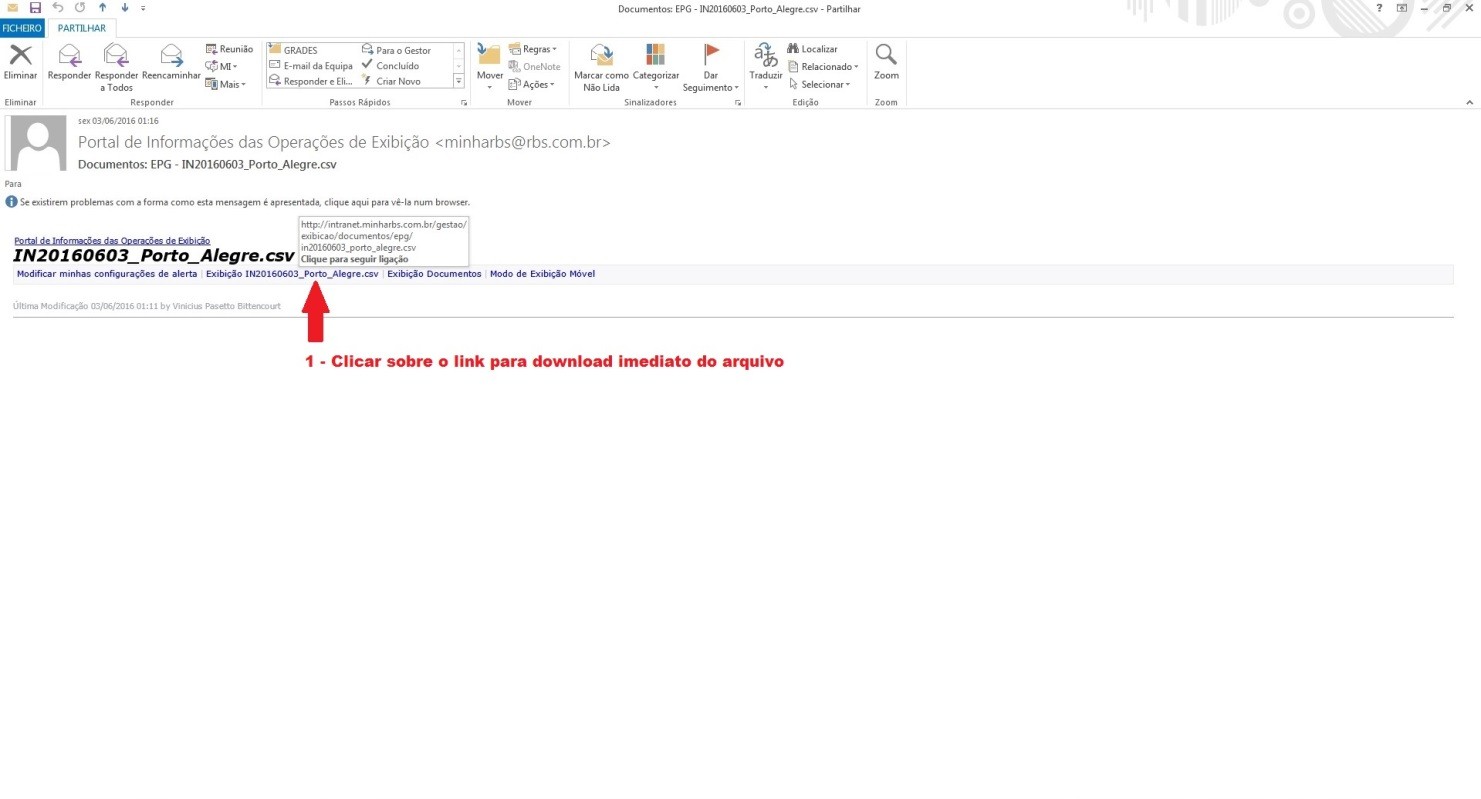 Documentos: EPG - IN20160603_Porto_Alegre.csv - Partilhar
?
FICHEIRO PARTILHAR
Eliminar
Responder
Responder a Todos
Reencaminhar
Reunião
MI
Mais
GRADES
E-mail da Equipa
Responder e Eli...
Para o Gestor
Concluído
Criar Novo
Mover
Regras
OneNote
Ações
Marcar como Não Lida
Categorizar
Dar Seguimento
Traduzir
Localizar
Relacionado
Selecionar
Zoom
Eliminar Responder Passos Rápidos Mover Sinalizadores Edição Zoom
sex 03/06/2016 01:16
Portal de Informações das Operações de Exibição <minharbs@rbs.com.br>
Documentos: EPG - IN20160603_Porto_Alegre.csv
Para
Se existirem problemas com a forma como esta mensagem é apresentada, clique aqui para vê-la num browser.
http://intranet.minharbs.com.br/gestao/
exibicao/documentos/epg/
in20160603_porto_alegre.csv
Clique para seguir ligação
Portal de Informações das Operações de Exibição
IN20160603_Porto_Alegre.csv
Modificar minhas configurações de alerta | Exibição IN20160603_Porto_Alegre.csv | Exibição Documentos | Modo de Exibição Móvel
Última Modificação 03/06/2016 01:11 by Vinicius Pasetto Bittencourt
1 - Clicar sobre o link para download imediato do arquivo